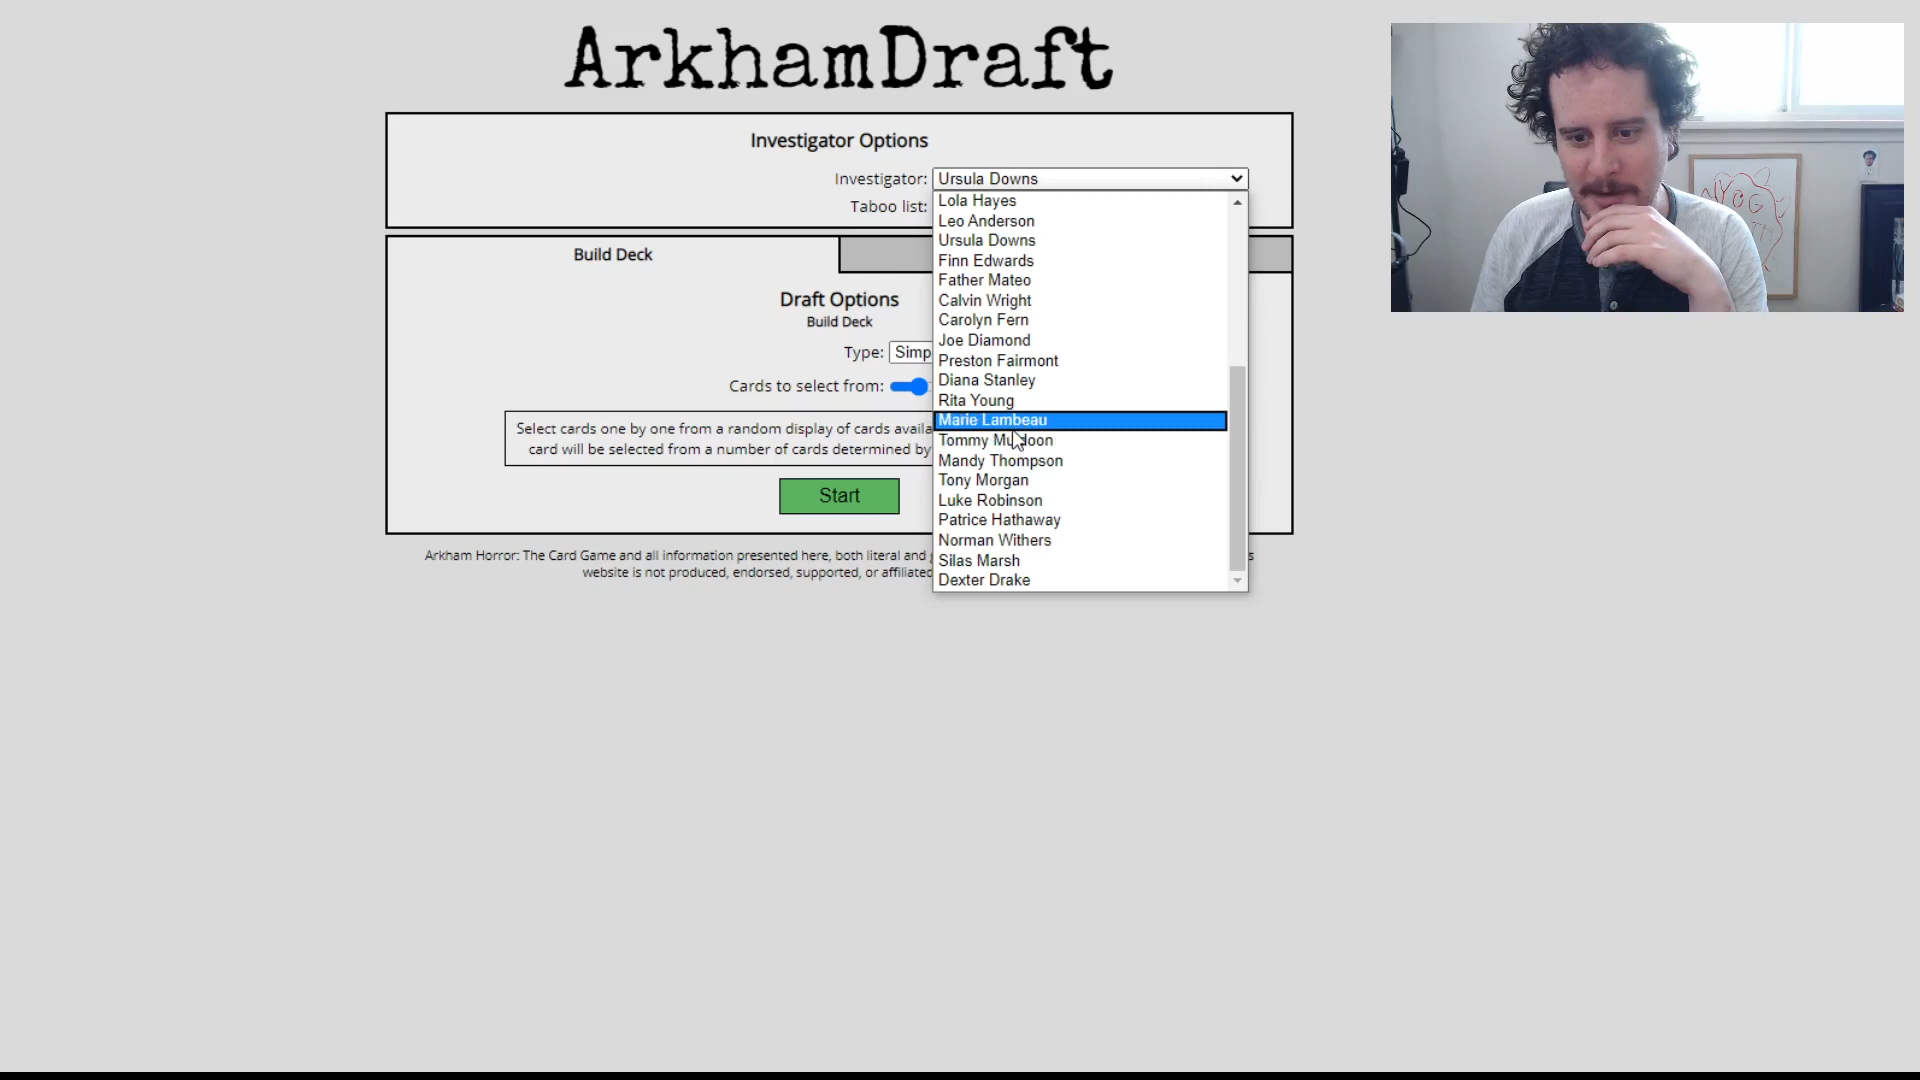 ArkhamDraft
Investigator Options
Investigator: Ursula Downs
Taboo list:
Lola Hayes
Leo Anderson
Ursula Downs
Finn Edwards
Father Mateo
Calvin Wright
Carolyn Fern
Joe Diamond
Preston Fairmont
Diana Stanley
Rita Young
Marie Lambeau
Tommy Muldoon
Mandy Thompson
Tony Morgan
Luke Robinson
Patrice Hathaway
Norman Withers
Silas Marsh
Dexter Drake
Build Deck
Draft Options
Build Deck
Type: Simp
Cards to select from:
Select cards one by one from a random display of cards availa
card will be selected from a number of cards determined by
Start
Arkham Horror: The Card Game and all information presented here, both literal and g
website is not produced, endorsed, supported, or affiliated
YOG